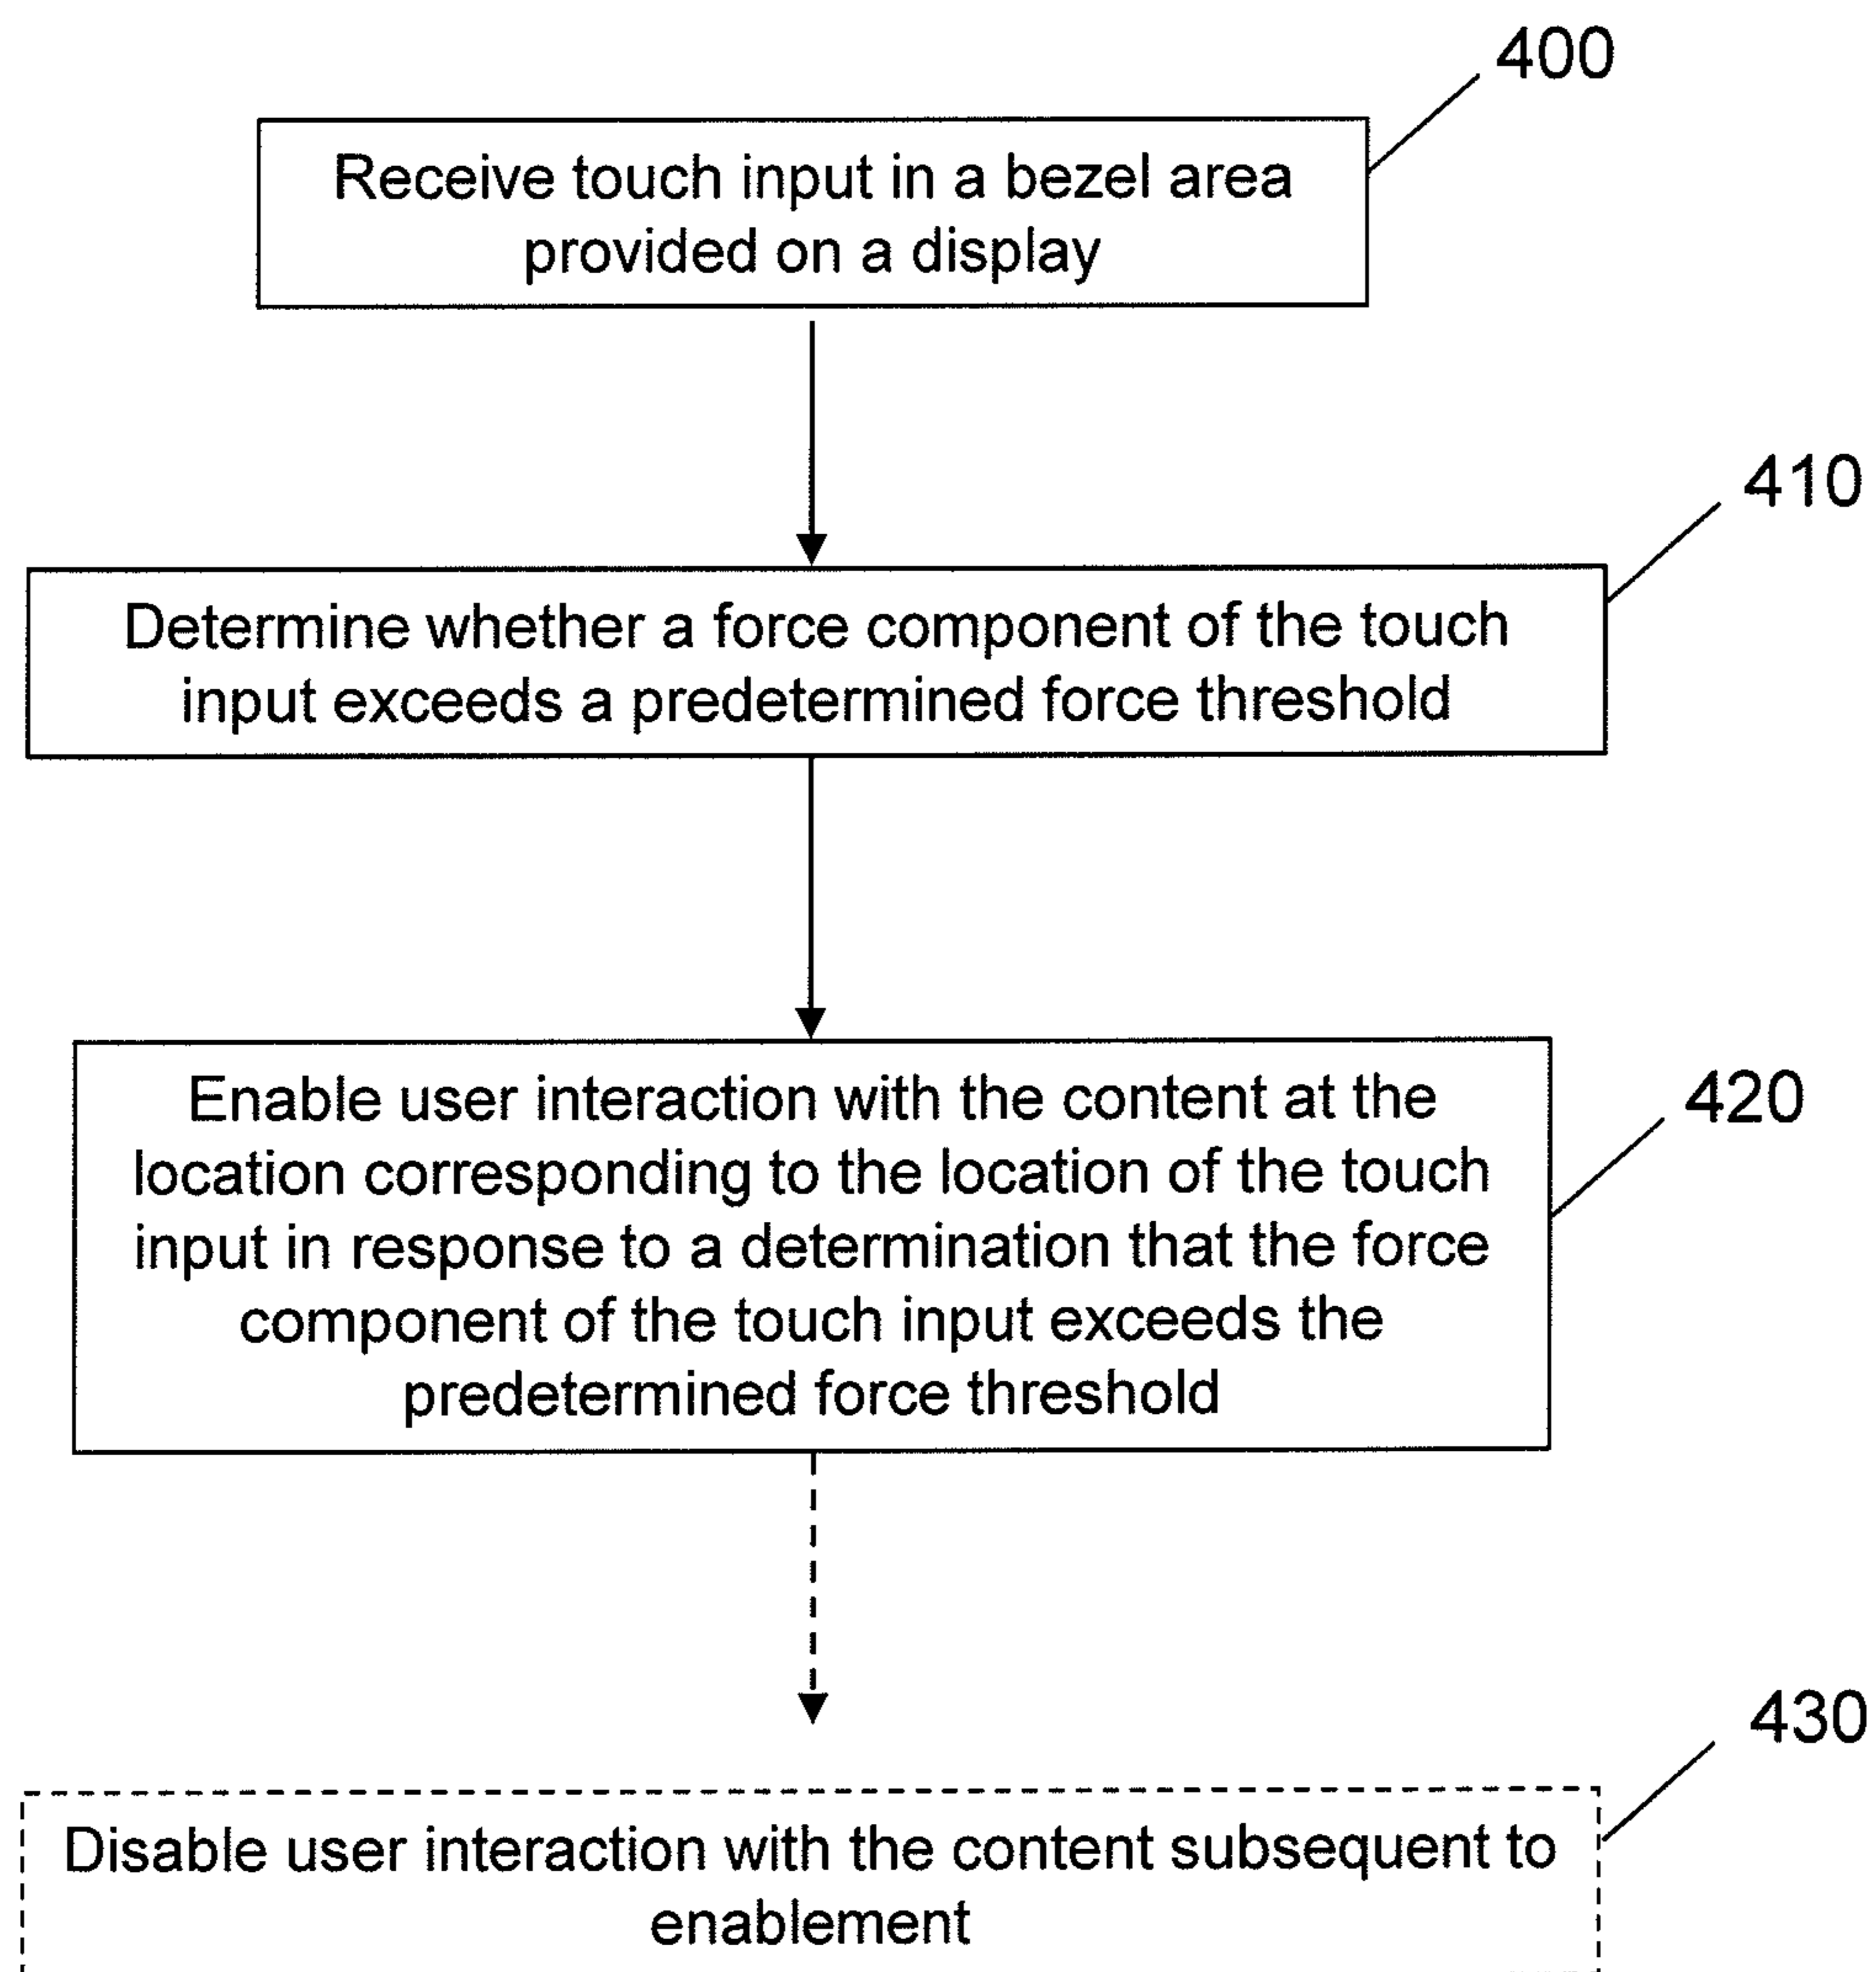 400
Receive touch input in a bezel area
provided on a display
410
Determine whether a force component of the touch
input exceeds a predetermined force threshold
420
Enable user interaction with the content at the
location corresponding to the location of the touch
input in response to a determination that the force
component of the touch input exceeds the
predetermined force threshold
430
Disable user interaction with the content subsequent to
enablement